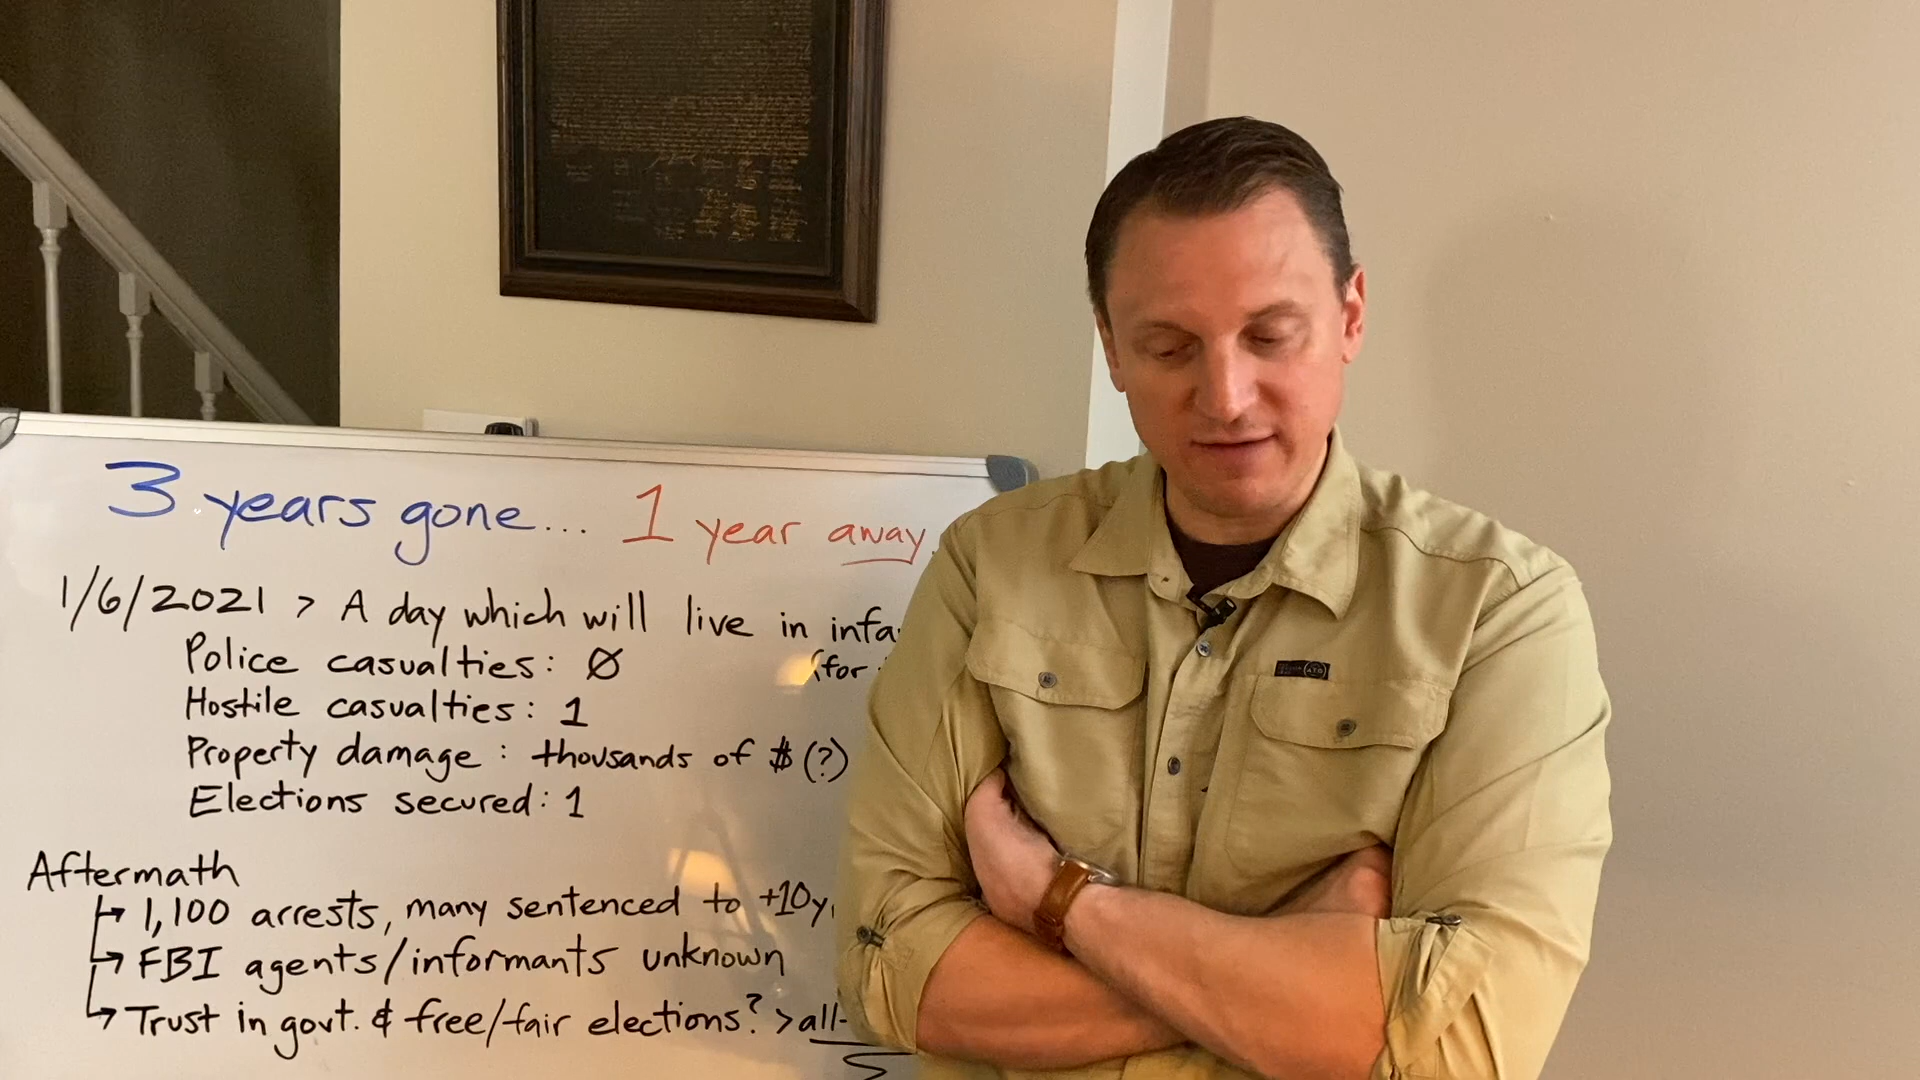 3 years gone... 1 year away
1/6/2021 > A day which will live in
(for
Police casualties: Ø
Hostile casualties: 1
Property damage: thousands of $ (?)
Elections secured: 1
Aftermath
↳ 1,100 arrests, many sentenced to +10
↳ FBI agents/informants unknown
↳ Trust in govt. & free/fair elections? > all-